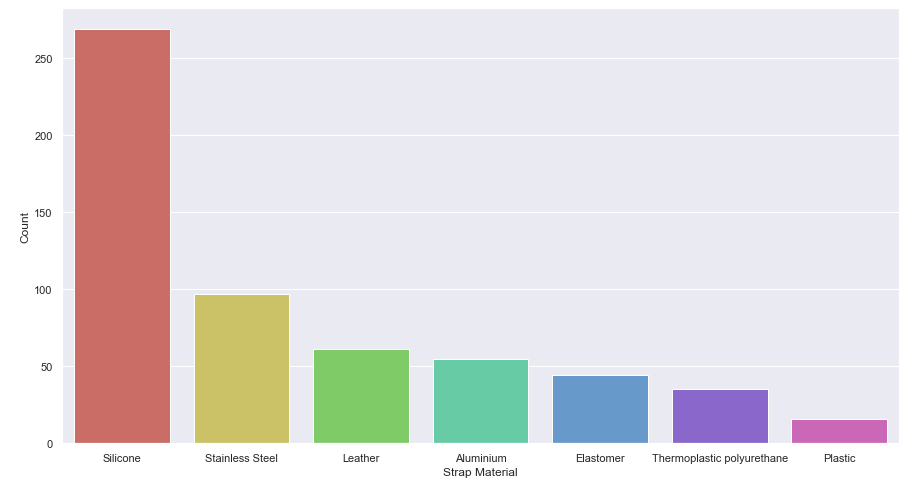 250
200
150
100
50
0
Count
Silicone Stainless Steel Leather Aluminium Elastomer Thermoplastic polyurethane Plastic
Strap Material